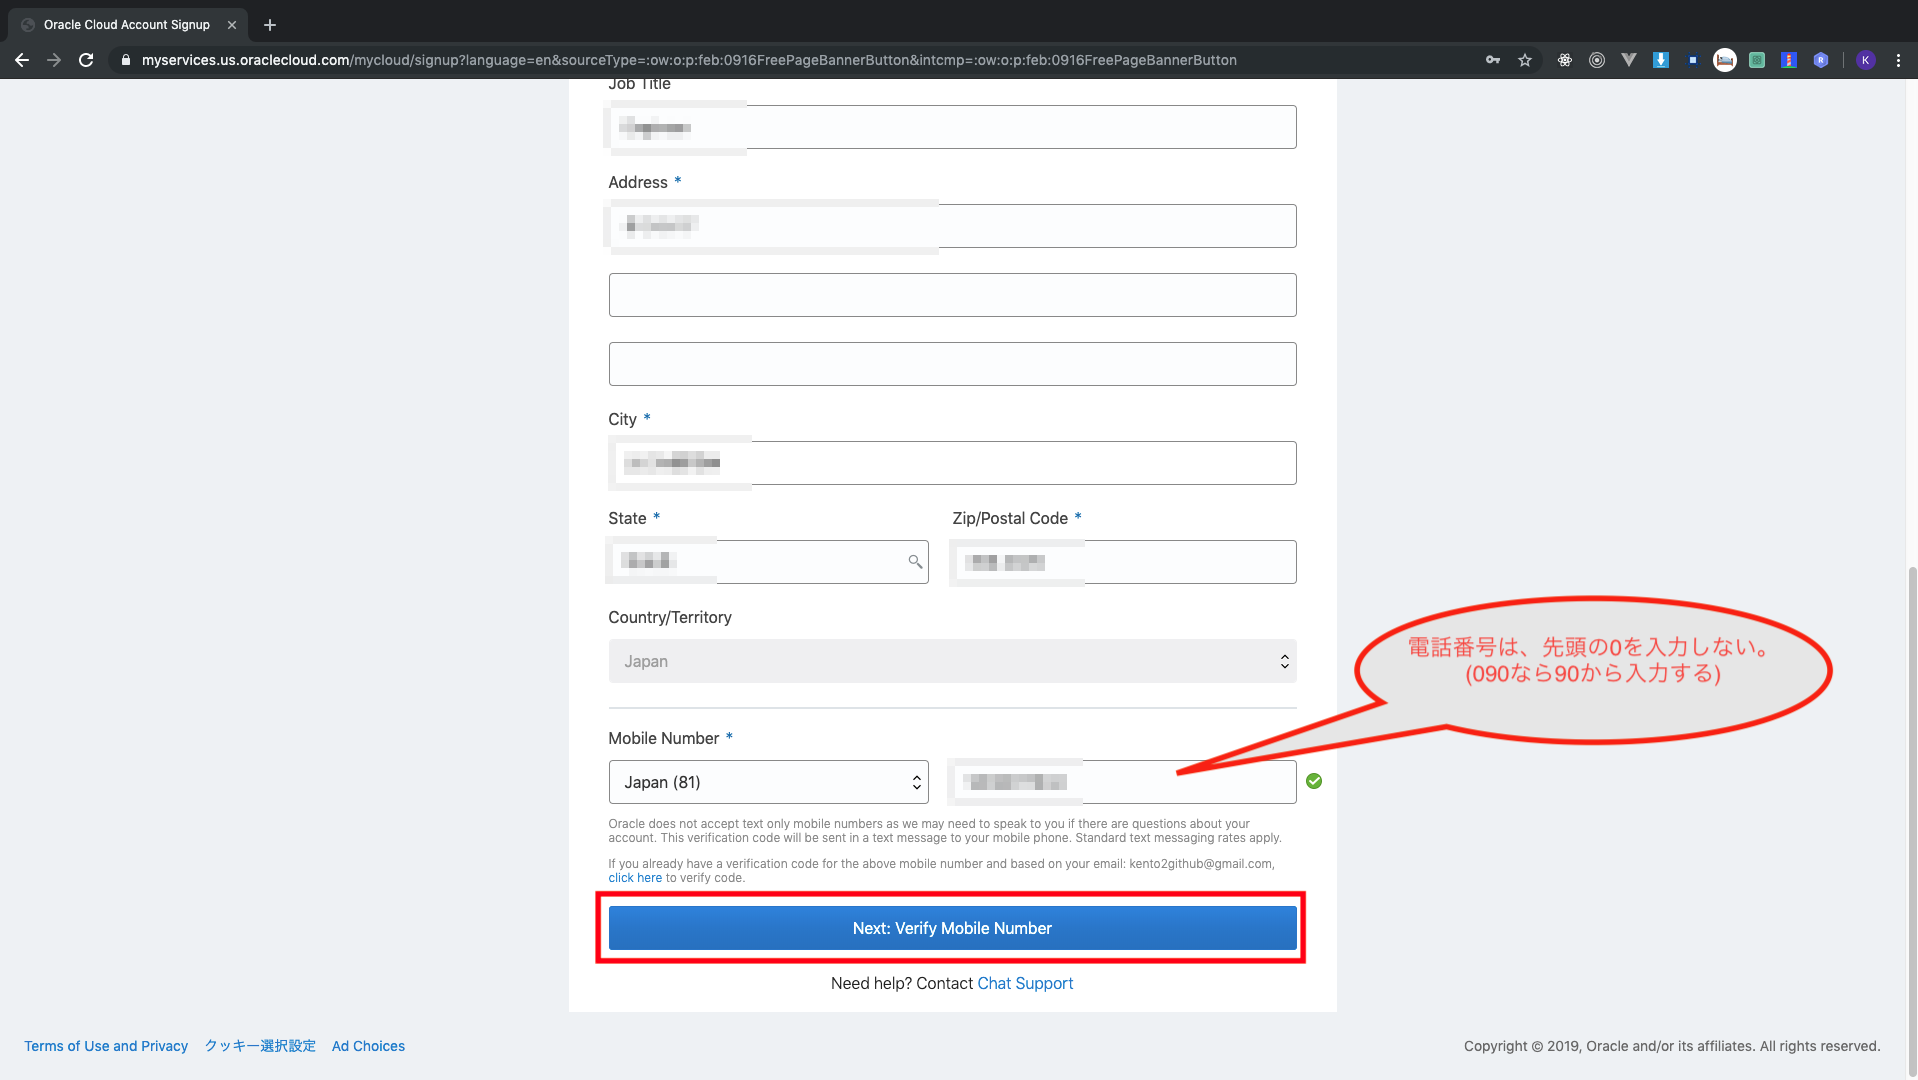 Oracle Cloud Account Signup
myservices.us.oraclecloud.com/mycloud/signup?language=en&sourceType=:ow:o:p:feb:0916FreePageBannerButton&intcmp=:ow:o:p:feb:0916FreePageBannerButton
K
Job Title
Address *
City *
State *
Zip/Postal Code *
Country/Territory
Japan
電話番号は、先頭の0を入力しない。
(090なら90から入力する)
Mobile Number *
Japan (81)
Oracle does not accept text only mobile numbers as we may need to speak to you if there are questions about your
account. This verification code will be sent in a text message to your mobile phone. Standard text messaging rates apply.
If you already have a verification code for the above mobile number and based on your email: kento2github@gmail.com,
click here to verify code.
Next: Verify Mobile Number
Need help? Contact Chat Support
Terms of Use and Privacy クッキー選択設定 Ad Choices
Copyright © 2019, Oracle and/or its affiliates. All rights reserved.